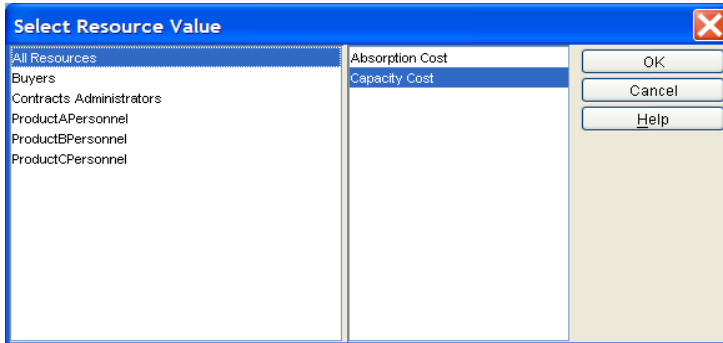 Select Resource Value
All Resources
Buyers
Contracts Administrators
ProductAPersonnel
ProductBPersonnel
ProductCPersonnel
Absorption Cost
Capacity Cost
OK
Cancel
Help